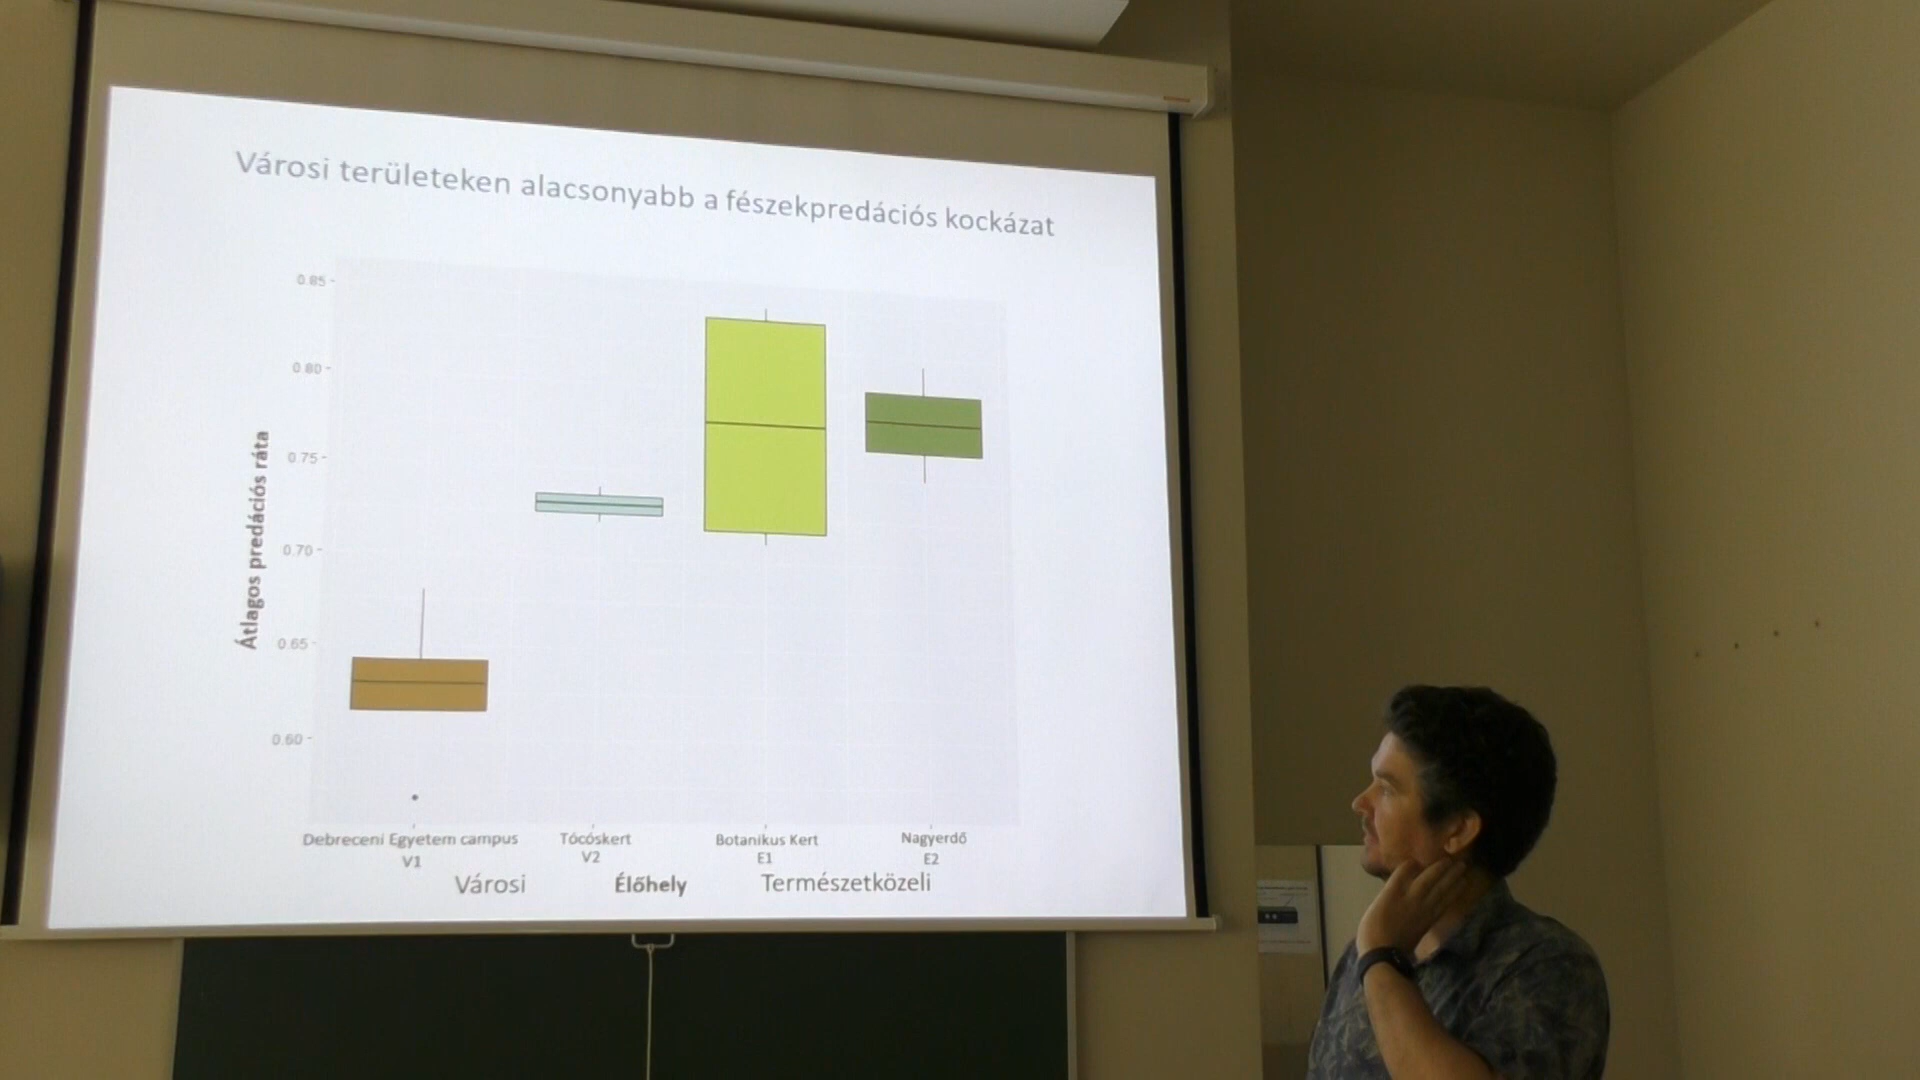 Városi területeken alacsonyabb a fészekpredációs kockázat
0.85
0.80
0.75
0.70
0.65
0.60
Átlagos predációs ráta
Debreceni Egyetem campus
V1
Tócóskert
V2
Botanikus Kert
E1
Nagyerdő
E2
Városi
Élőhely
Természetközeli